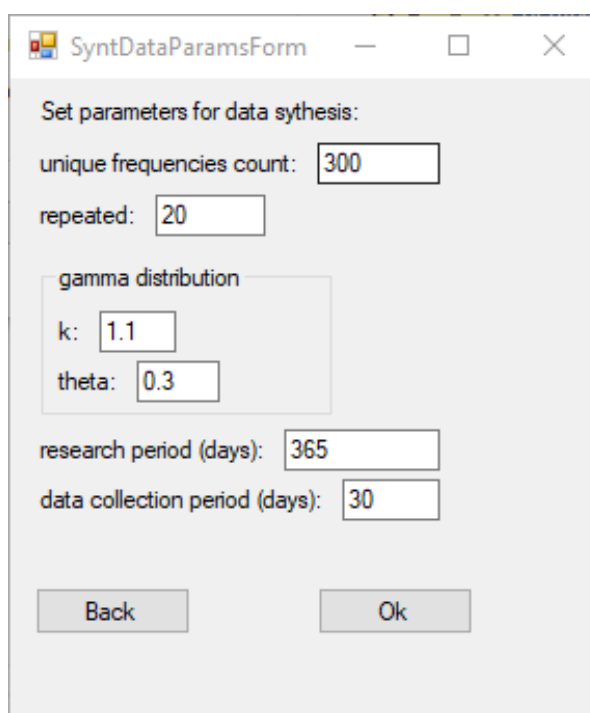 SyntDataParamsForm
Set parameters for data sythesis:
unique frequencies count: 300
repeated: 20
gamma distribution
k: 1.1
theta: 0.3
research period (days): 365
data collection period (days): 30
Back Ok